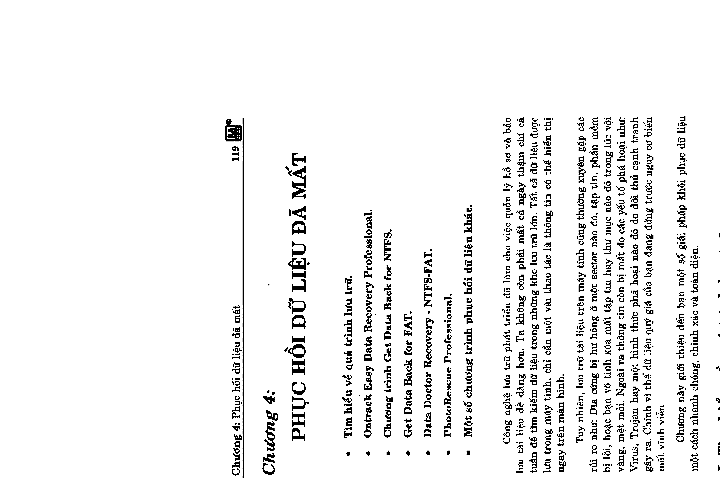 Chương 4: Phục hồi dữ liệu đã mất 119
Chương 4:
PHỤC HỒI DỮ LIỆU ĐÃ MẤT
• Tìm hiểu về quá trình lưu trữ.
• Ontrack Easy Data Recovery Professional.
• Chương trình Get Data Back for NTFS.
• Get Data Back for FAT.
• Data Doctor Recovery - NTFS-FAT.
• PhotoRescue Professional.
• Một số chương trình phục hồi dữ liệu khác.
Công nghệ lưu trữ phát triển đã làm cho việc quản lý hồ sơ và bảo
lưu tài liệu dễ dàng hơn. Ta không còn phải mất cả ngày thậm chí cả
tuần để tìm kiếm dữ liệu trong những kho lưu trữ lớn. Tất cả dữ liệu được
lưu trong máy tính, chỉ cần một vài thao tác là thông tin có thể hiển thị
ngay trên màn hình.
Tuy nhiên, lưu trữ tài liệu trên máy tính cũng thường xuyên gặp các
rủi ro như: Đĩa cứng bị hư hỏng ở một sector nào đó, tập tin, phần mềm
bị lỗi, hoặc bạn vô tình xóa mất tập tin hay thư mục nào đó trong lúc vội
vàng, mệt mỏi. Ngoài ra thông tin còn bị mất do các yếu tố phá hoại như
Virus, Trojan hay một hình thức phá hoại nào đó do đối thủ cạnh tranh
gây ra. Chính vì thế dữ liệu quý giá của bạn đang đứng trước nguy cơ biến
mất vĩnh viễn.
Chương này giới thiệu đến bạn một số giải pháp khôi phục dữ liệu
một cách nhanh chóng, chính xác và toàn diện.